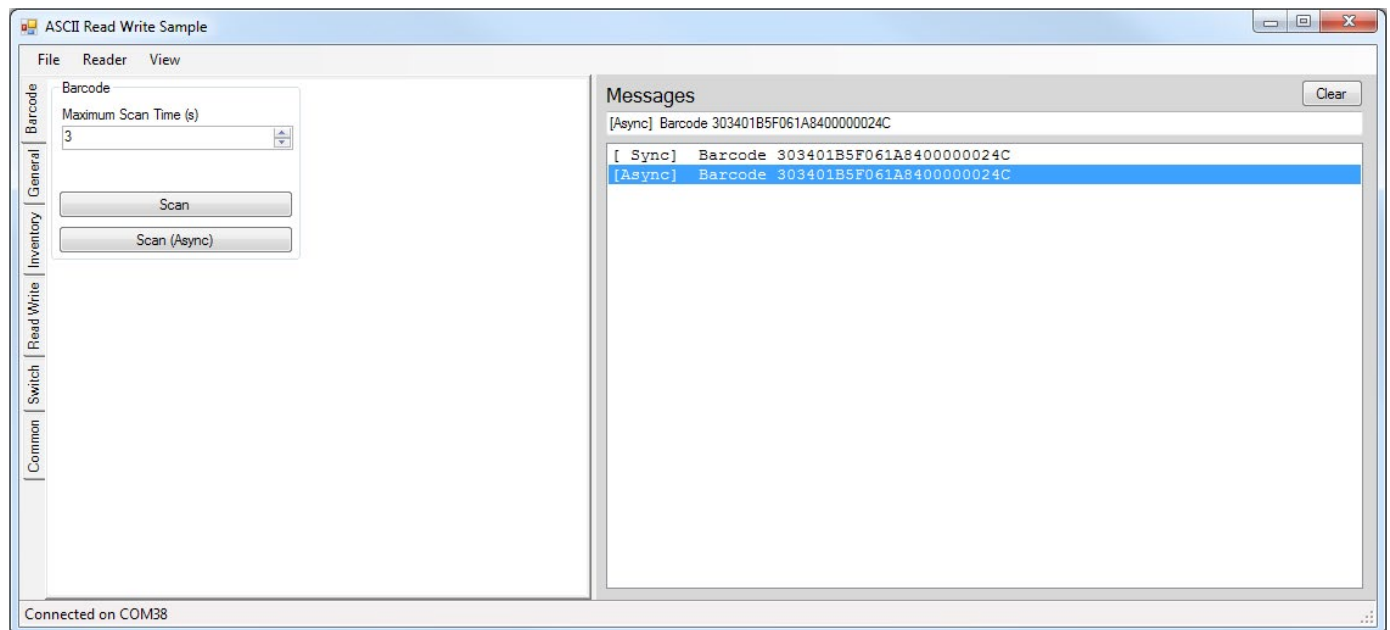 ASCII Read Write Sample
File Reader View
Barcode
General
Inventory
Read Write
Switch
Common
Barcode
Maximum Scan Time (s)
3
Scan
Scan (Async)
Messages
Clear
[Async] Barcode 303401B5F061A8400000024C
[ Sync] Barcode 303401B5F061A8400000024C
[Async] Barcode 303401B5F061A8400000024C
Connected on COM38